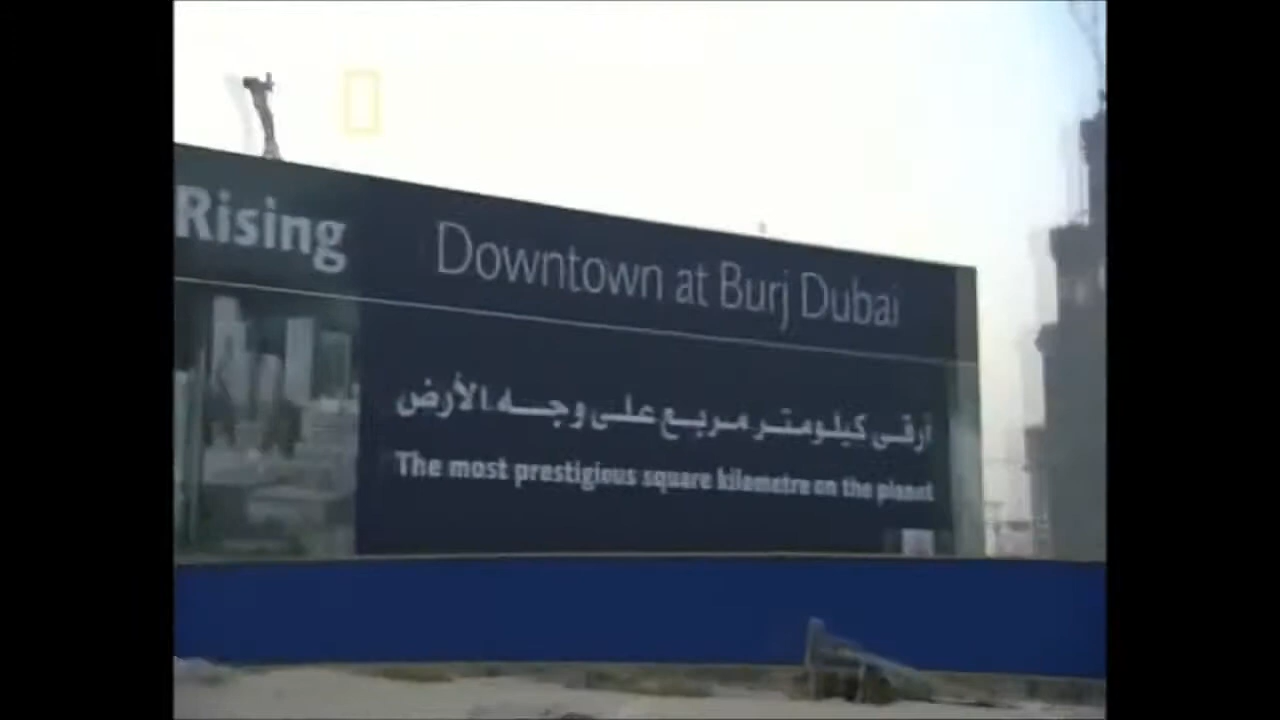 Rising
Downtown at Burj Dubai
أرقى كيلومتر مربع على وجه الأرض
The most prestigious square kilometre on the planet